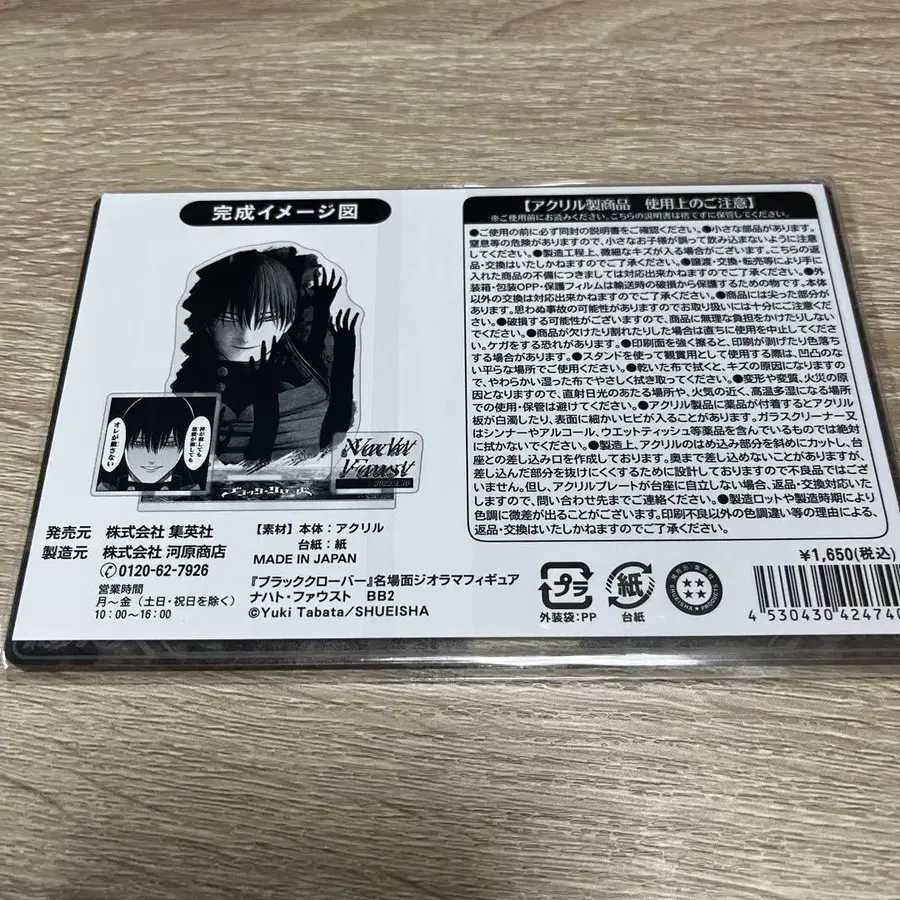 完成イメージ図
神が赦しても
悪魔が赦しても
オレが赦さない
Nacht
Faust
2023.4.30
ブラッククローバー
発売元 株式会社 集英社
製造元 株式会社 河原商店
0120-62-7926
営業時間
月〜金(土日・祝日を除く)
10:00〜16:00
【素材】本体:アクリル
台紙:紙
MADE IN JAPAN
『ブラッククローバー』名場面ジオラマフィギュア
ナハト・ファウスト BB2
©Yuki Tabata/SHUEISHA
【アクリル製商品 使用上のご注意】
※ご使用前にお読みください。こちらの説明書は捨てずに保管してください。
●ご使用の前に必ず同封の説明書をご確認ください。●小さな部品があります。
窒息等の危険がありますので、小さなお子様が誤って飲み込まないように注意
してください。●製造工程上、微細なキズが入る場合がございます。こちらの返
品・交換はいたしかねますのでご了承ください。●譲渡・交換・転売等により手に
入れた商品の不備につきましては対応出来かねますのでご了承ください。●外
装箱・包装OPP・保護フィルムは輸送時の破損から保護するための物です。本体
以外の交換は対応出来かねますのでご了承ください。●商品には尖った部分が
あります。思わぬ事故の可能性がありますのでお取り扱いには十分にご注意くださ
い。●破損する可能性がございますので、商品に無理な負担をかけたりしない
でください。●商品が欠けたり割れたりした場合は直ちに使用を中止してください。
ケガをする恐れがあります。●印刷面を強く擦ると、印刷が剥げたり色落ち
する場合があります。●スタンドを使って観賞用として使用する際は、凹凸のな
い平らな場所でご使用ください。●乾いた布で拭くと、キズの原因になります
ので、やわらかい湿った布でやさしく拭き取ってください。●変形や変質、火災の原
因となりますので、直射日光のあたる場所や、火気の近く、高温多湿になる場所
での使用・保管は避けてください。●アクリル製品に薬品が付着するとアクリル
板が白濁したり、表面に細かいヒビが入ることがあります。ガラスクリーナー又
はシンナーやアルコール、ウエットティッシュ等薬品を含んでいるものでは絶対
に拭かないでください。●製造上、アクリルのはめ込み部分を斜めにカットし、台
座との差し込み口を作成しております。奥まで差し込めないことがありますが、
差し込んだ部分を抜けにくくするために設計しておりますので不良品ではござ
いません。但し、アクリルプレートが台座に自立しない場合、返品・交換対応いた
しますので、問い合わせ先までご連絡ください。●製造ロットや製造時期により
色調に微差が出ることがございます。印刷不良以外の色調違い等の理由による、
返品・交換はいたしかねますのでご了承ください。
¥1,650(税込)
プラ
外装袋:PP
紙
台紙
SHUEISHA
PRODUCT
4 530430 424740